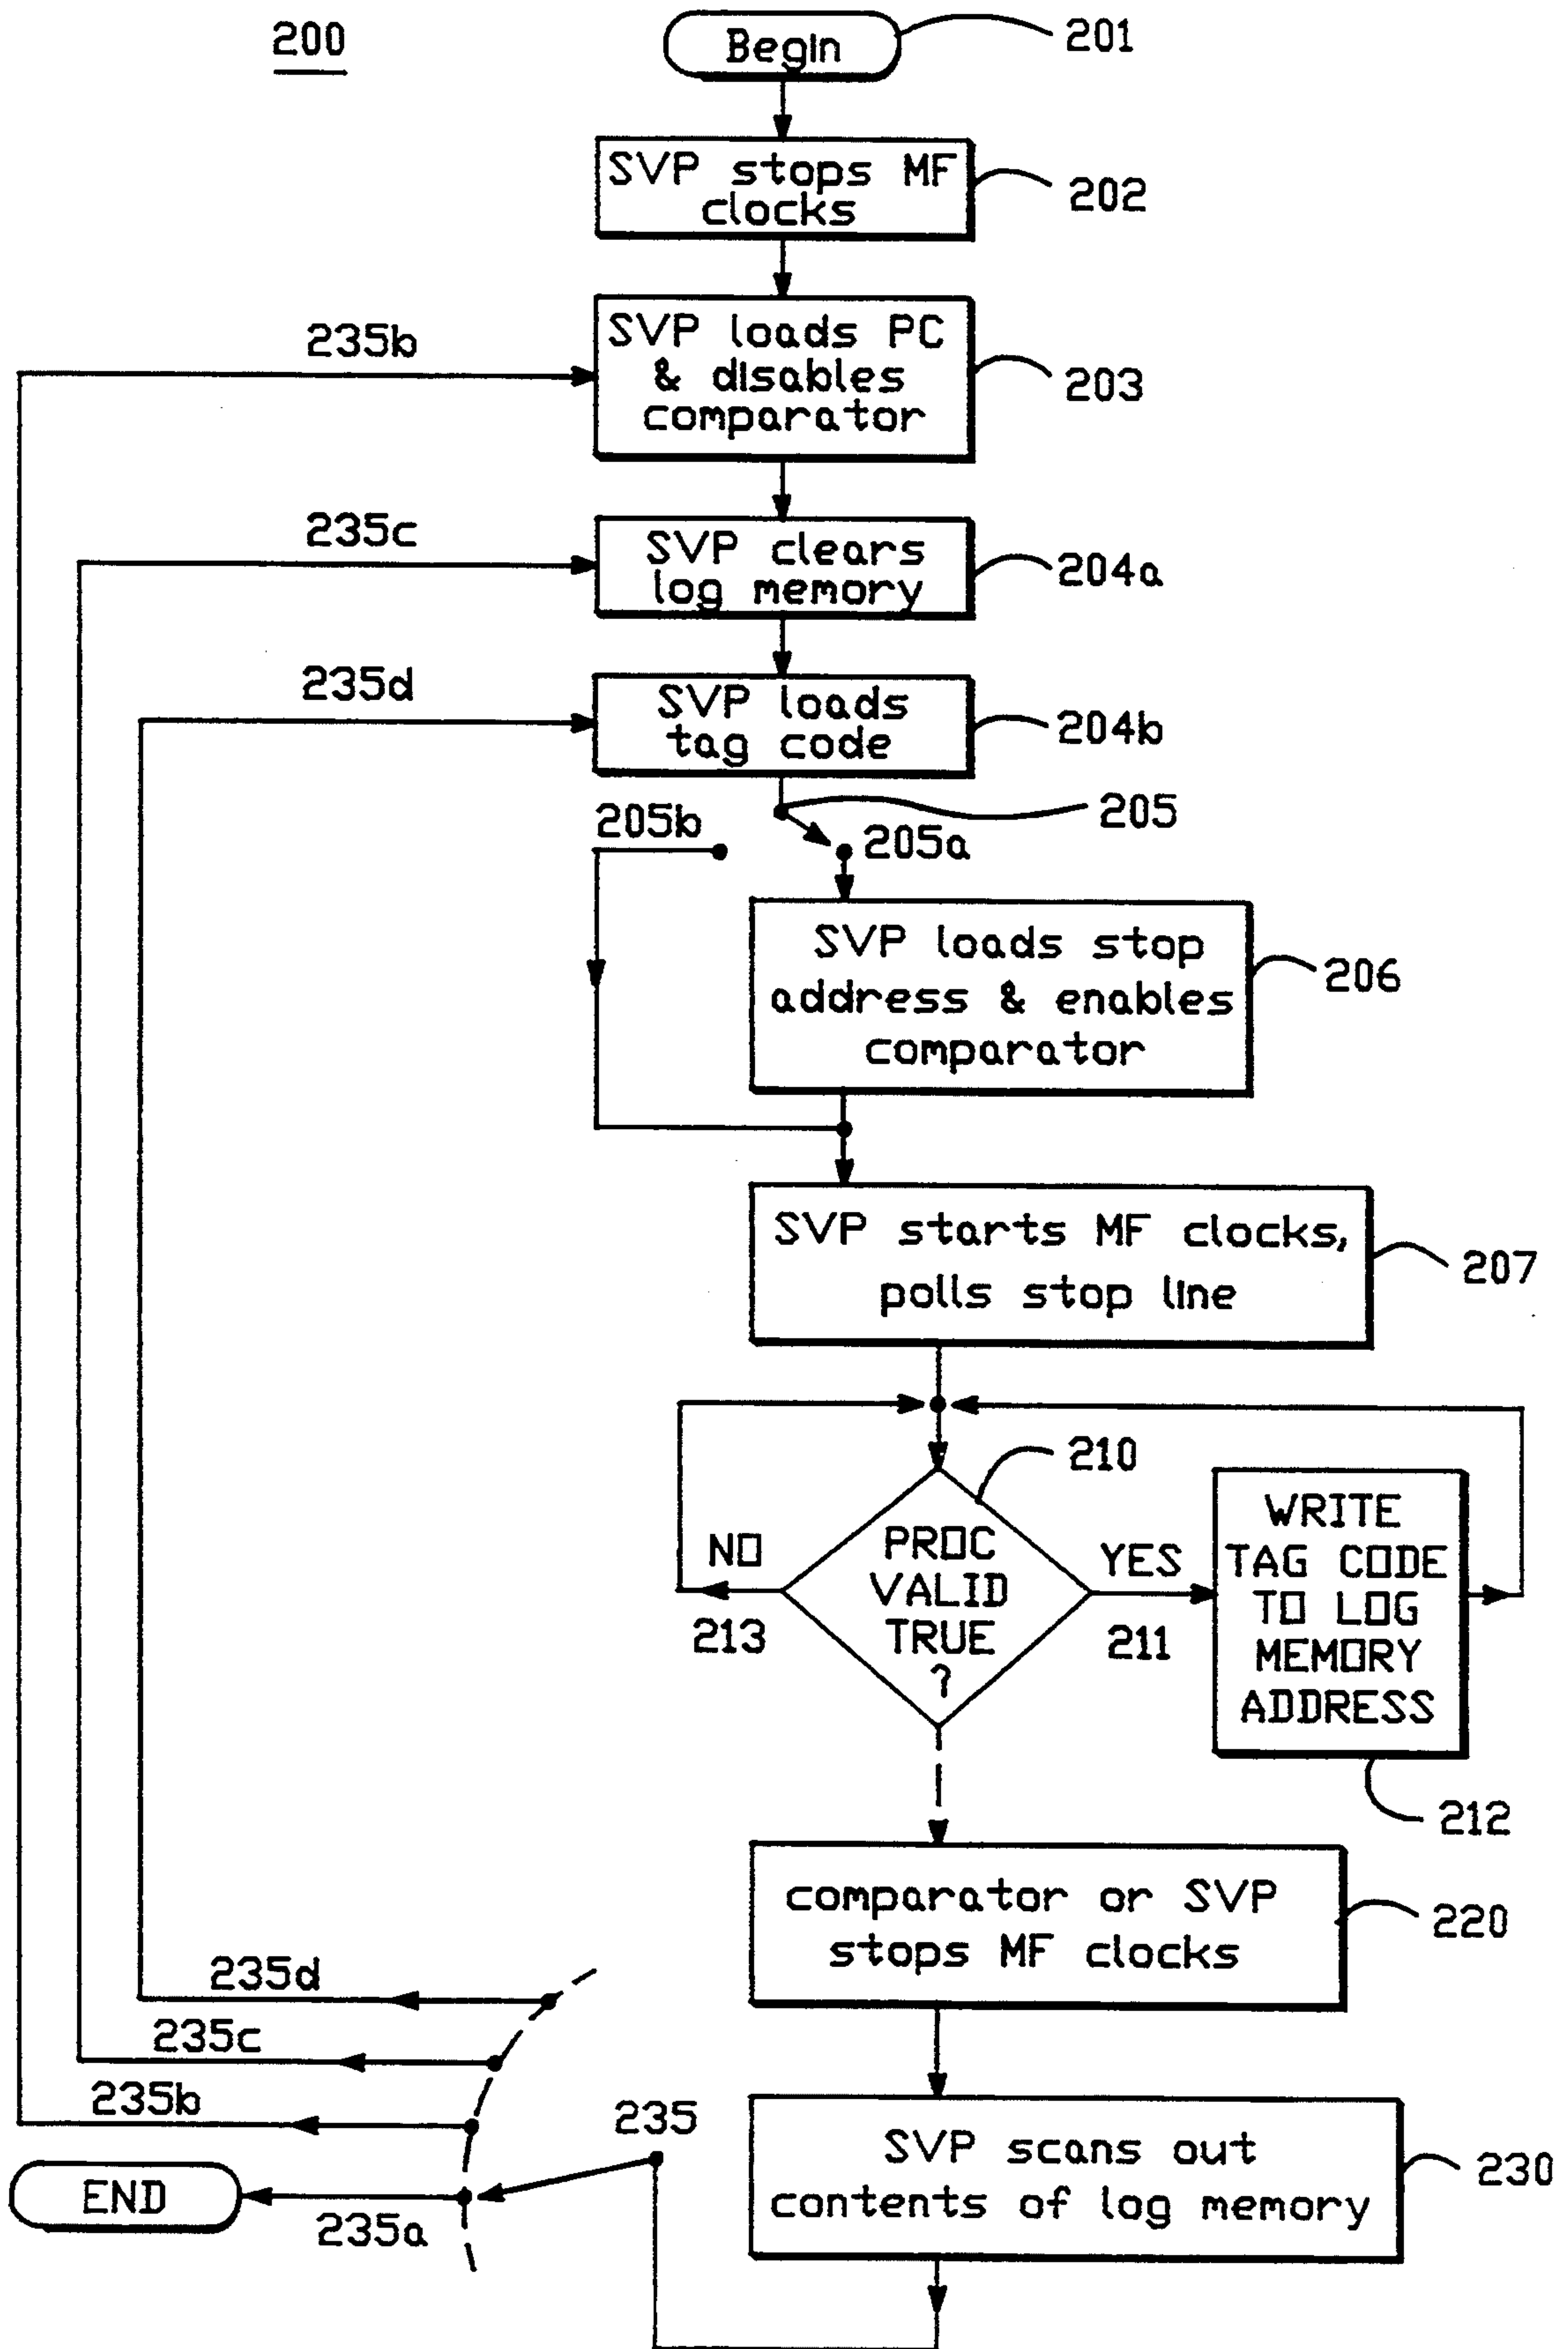 200
Begin
201
SVP stops MF
clocks
202
235b
SVP loads PC
& disables
comparator
203
235c
SVP clears
log memory
204a
235d
SVP loads
tag code
204b
205
205b
205a
SVP loads stop
address & enables
comparator
206
SVP starts MF clocks,
polls stop line
207
210
NO
213
PROC
VALID
TRUE
?
YES
211
WRITE
TAG CODE
TO LOG
MEMORY
ADDRESS
212
comparator or SVP
stops MF clocks
220
235d
235c
235b
235
SVP scans out
contents of log memory
230
END
235a